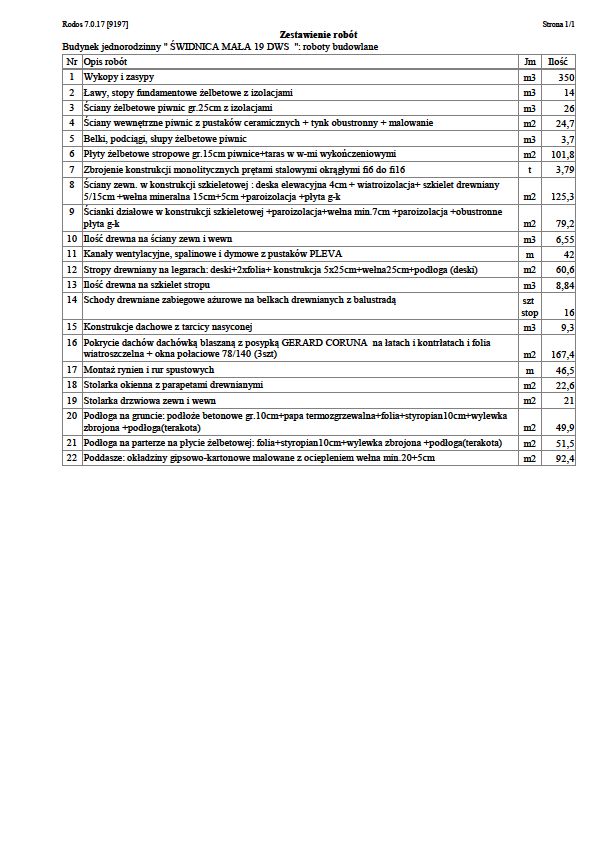 Rodos 7.0.17 [9197] Strona 1/1
Zestawienie robót
Budynek jednorodzinny " ŚWIDNICA MAŁA 19 DWS ": roboty budowlane
Nr Opis robót Jm Ilość
1 Wykopy i zasypy m3 350
2 Ławy, stopy fundamentowe żelbetowe z izolacjami m3 14
3 Ściany żelbetowe piwnic gr.25cm z izolacjami m3 26
4 Ściany wewnętrzne piwnic z pustaków ceramicznych + tynk obustronny + malowanie m2 24,7
5 Belki, podciągi, słupy żelbetowe piwnic m3 3,7
6 Płyty żelbetowe stropowe gr.15cm piwnice+taras w w-mi wykończeniowymi m2 101,8
7 Zbrojenie konstrukcji monolitycznych prętami stalowymi okrągłymi fi6 do fi16 t 3,79
8 Ściany zewn. w konstrukcji szkieletowej : deska elewacyjna 4cm + wiatroizolacja+ szkielet drewniany
5/15cm +wełna mineralna 15cm+5cm +paroizolacja +płyta g-k m2 125,3
9 Ścianki działowe w konstrukcji szkieletowej +paroizolacja+wełna min.7cm +paroizolacja +obustronne
płyta g-k m2 79,2
10 Ilość drewna na ściany zewn i wewn m3 6,55
11 Kanały wentylacyjne, spalinowe i dymowe z pustaków PLEVA m 42
12 Stropy drewniany na legarach: deski+2xfolia+ konstrukcja 5x25cm+wełna25cm+podłoga (deski) m2 60,6
13 Ilość drewna na szkielet stropu m3 8,84
14 Schody drewniane zabiegowe ażurowe na belkach drewnianych z balustradą szt
stop 16
15 Konstrukcje dachowe z tarcicy nasyconej m3 9,3
16 Pokrycie dachów dachówką blaszaną z posypką GERARD CORUNA na łatach i kontrłatach i folia
wiatroszczelna + okna połaciowe 78/140 (3szt) m2 167,4
17 Montaż rynien i rur spustowych m 46,5
18 Stolarka okienna z parapetami drewnianymi m2 22,6
19 Stolarka drzwiowa zewn i wewn m2 21
20 Podłoga na gruncie: podłoże betonowe gr.10cm+papa termozgrzewalna+folia+styropian10cm+wylewka
zbrojona +podłoga(terakota) m2 49,9
21 Podłoga na parterze na płycie żelbetowej: folia+styropian10cm+wylewka zbrojona +podłoga(terakota) m2 51,5
22 Poddasze: okładziny gipsowo-kartonowe malowane z ociepleniem wełna min.20+5cm m2 92,4